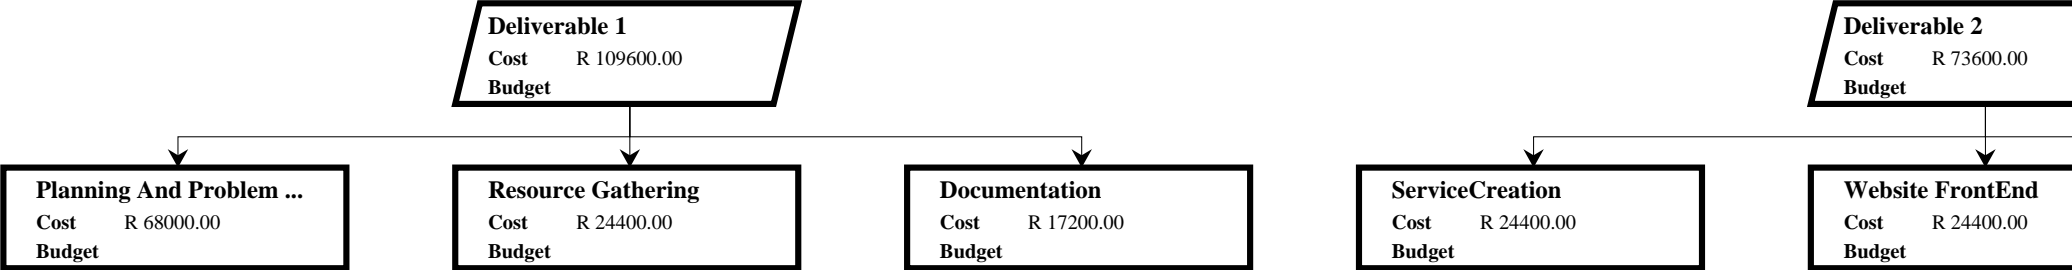 Deliverable 1
Cost R 109600.00
Budget
Deliverable 2
Cost R 73600.00
Budget
Planning And Problem ...
Cost R 68000.00
Budget
Resource Gathering
Cost R 24400.00
Budget
Documentation
Cost R 17200.00
Budget
ServiceCreation
Cost R 24400.00
Budget
Website FrontEnd
Cost R 24400.00
Budget